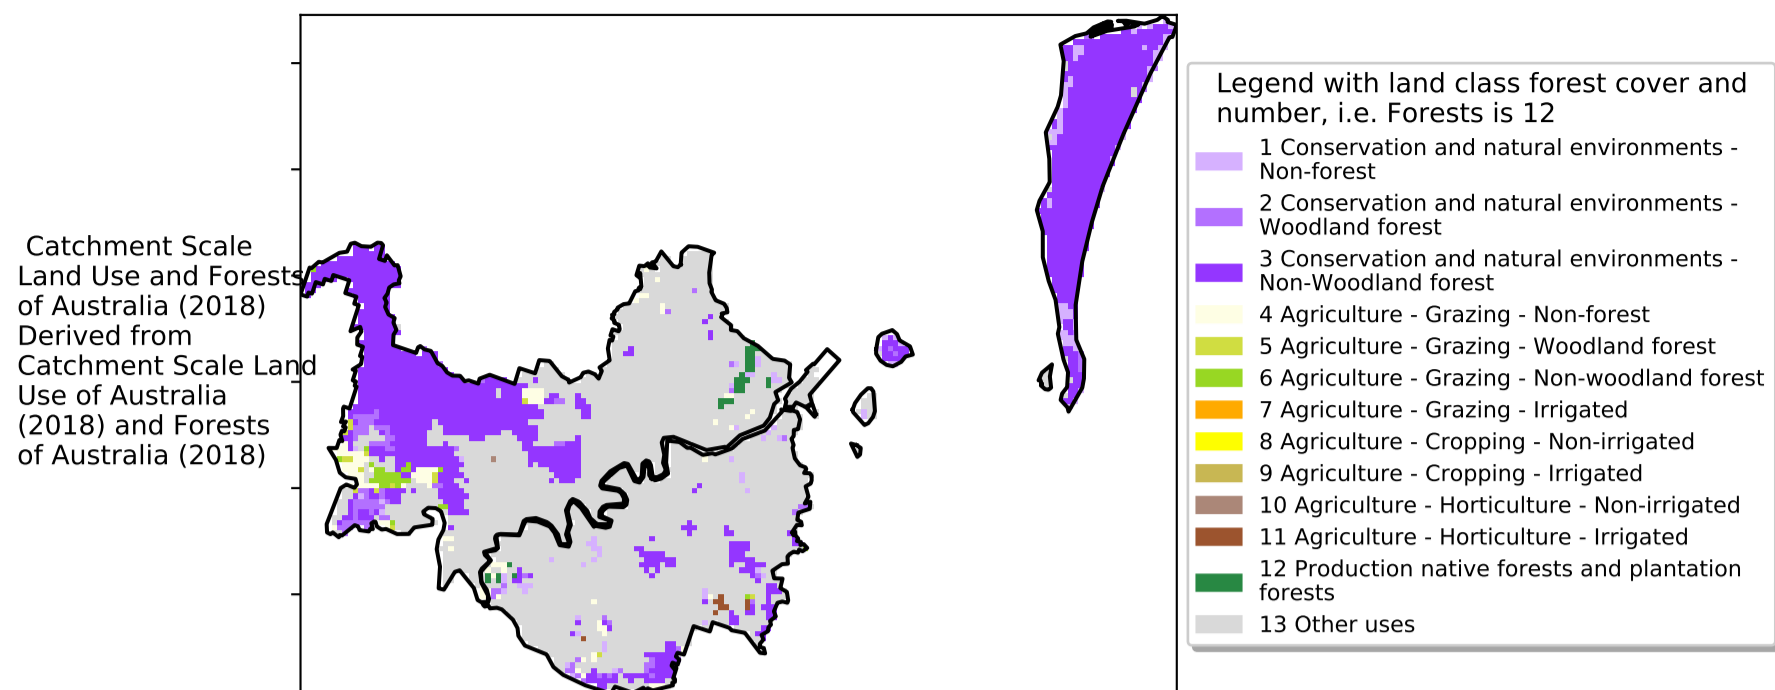 Catchment Scale
Land Use and Forests
of Australia (2018)
Derived from
Catchment Scale Land
Use of Australia
(2018) and Forests
of Australia (2018)
Legend with land class forest cover and
number, i.e. Forests is 12
1 Conservation and natural environments -
Non-forest
2 Conservation and natural environments -
Woodland forest
3 Conservation and natural environments -
Non-Woodland forest
4 Agriculture - Grazing - Non-forest
5 Agriculture - Grazing - Woodland forest
6 Agriculture - Grazing - Non-woodland forest
7 Agriculture - Grazing - Irrigated
8 Agriculture - Cropping - Non-irrigated
9 Agriculture - Cropping - Irrigated
10 Agriculture - Horticulture - Non-irrigated
11 Agriculture - Horticulture - Irrigated
12 Production native forests and plantation
forests
13 Other uses